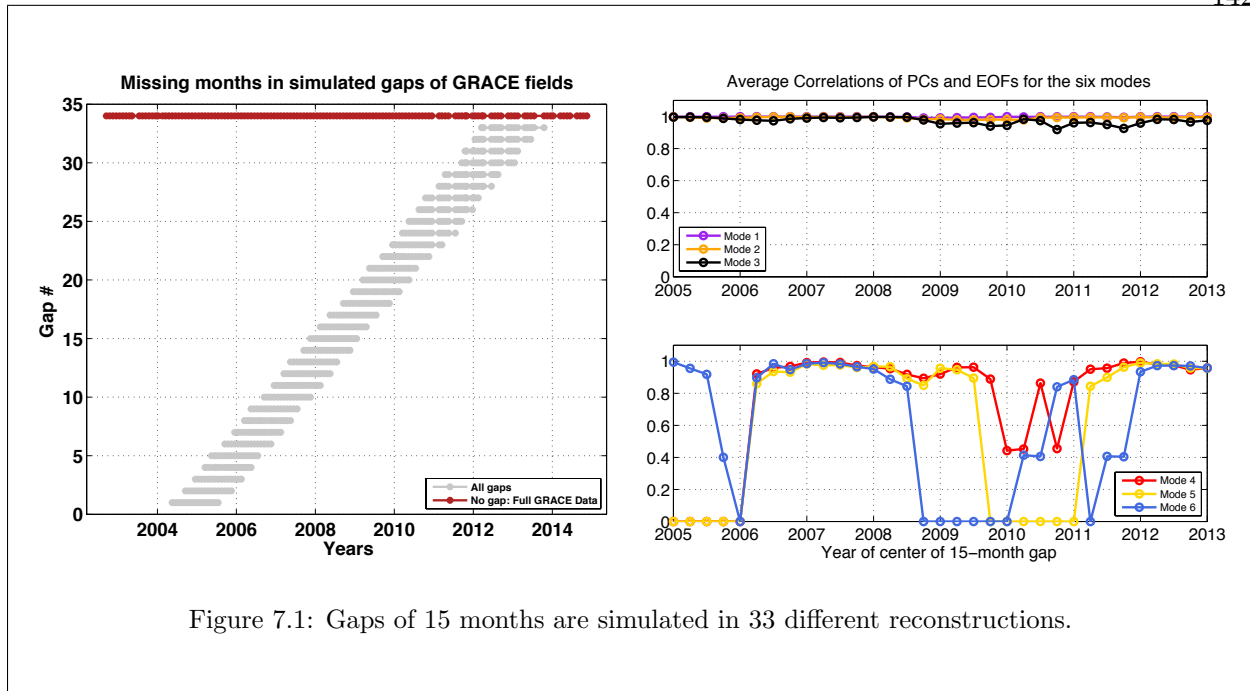 142
Missing months in simulated gaps of GRACE fields
35
30
25
20
15
10
5
0
Gap #
All gaps
No gap: Full GRACE Data
2004 2006 2008 2010 2012 2014
Years
Average Correlations of PCs and EOFs for the six modes
1
0.8
0.6
0.4
0.2
0
Mode 1
Mode 2
Mode 3
2005 2006 2007 2008 2009 2010 2011 2012 2013
1
0.8
0.6
0.4
0.2
0
Mode 4
Mode 5
Mode 6
2005 2006 2007 2008 2009 2010 2011 2012 2013
Year of center of 15−month gap
Figure 7.1: Gaps of 15 months are simulated in 33 different reconstructions.